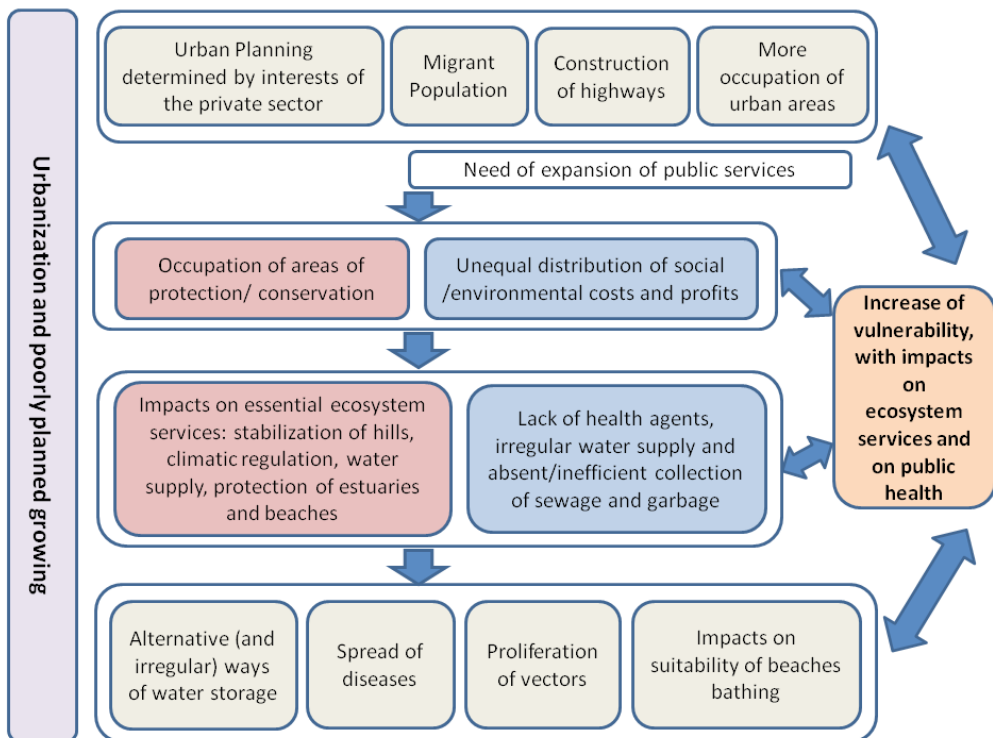 Urbanization and poorly planned growing
Urban Planning
determined by interests of
the private sector
Migrant
Population
Construction
of highways
More
occupation of
urban areas
Need of expansion of public services
Occupation of areas of
protection/ conservation
Unequal distribution of social
/environmental costs and profits
Increase of
vulnerability,
with impacts
on
ecosystem
services and
on public
health
Impacts on essential ecosystem
services: stabilization of hills,
climatic regulation, water
supply, protection of estuaries
and beaches
Lack of health agents,
irregular water supply and
absent/inefficient collection
of sewage and garbage
Alternative (and
irregular) ways
of water storage
Spread of
diseases
Proliferation
of vectors
Impacts on
suitability of beaches
bathing